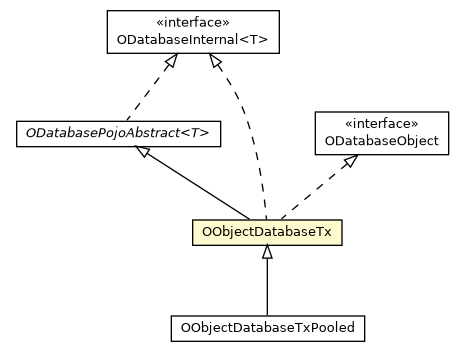 «interface»
ODatabaseInternal<T>
ODatabasePojoAbstract<T>
«interface»
ODatabaseObject
OObjectDatabaseTx
OObjectDatabaseTxPooled